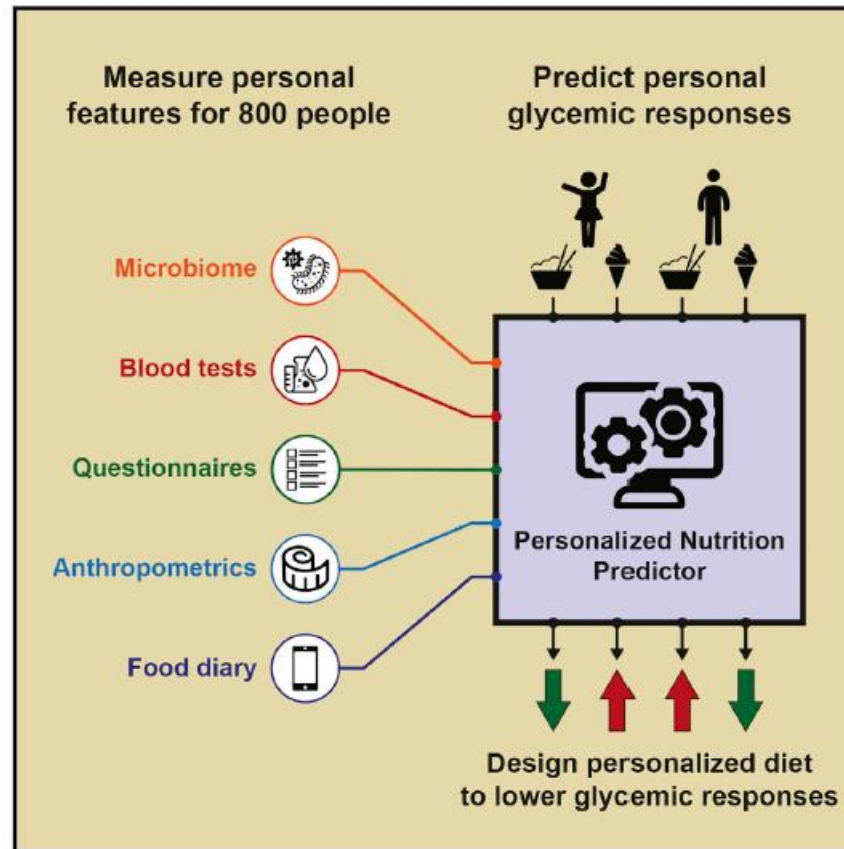 Measure personal
features for 800 people
Predict personal
glycemic responses
Microbiome
Blood tests
Questionnaires
Anthropometrics
Food diary
Personalized Nutrition
Predictor
Design personalized diet
to lower glycemic responses